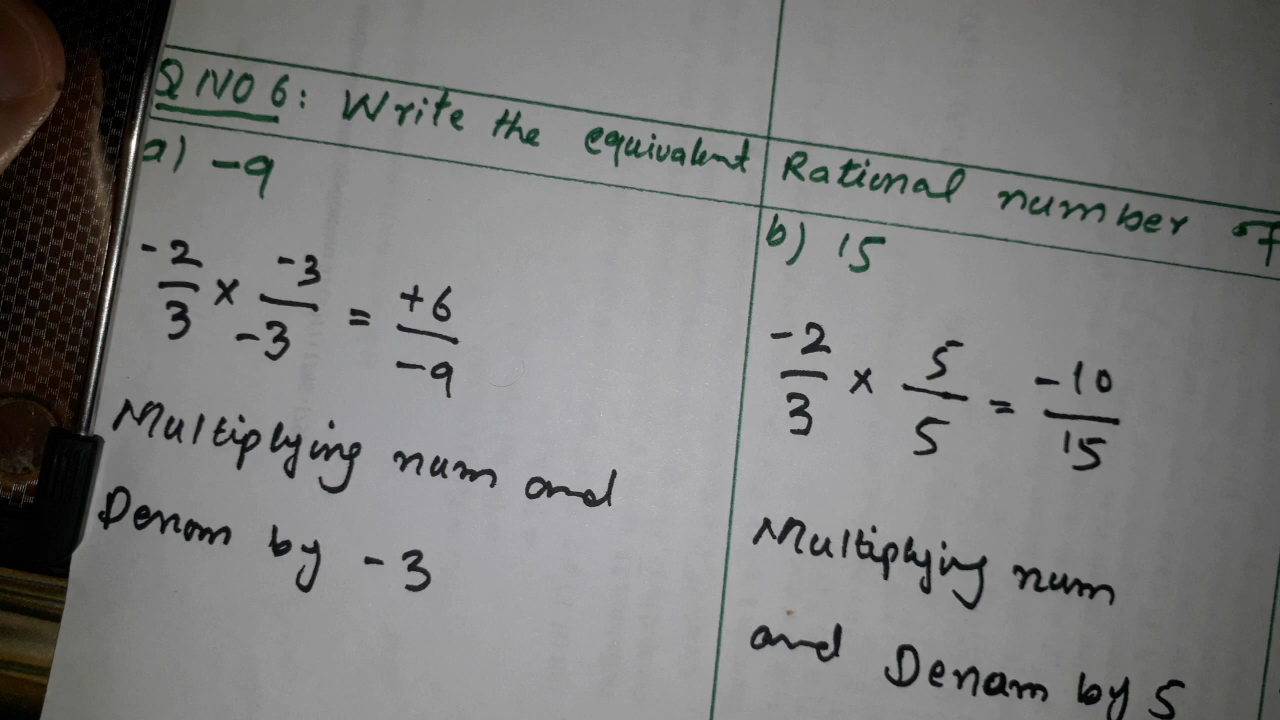 Q NO 6: Write the equivalent Rational number of
a) -9
-2/3 × -3/-3 = +6/-9
Multiplying num and
Denom by -3
b) 15
-2/3 × 5/5 = -10/15
Multiplying num
and Denam by 5